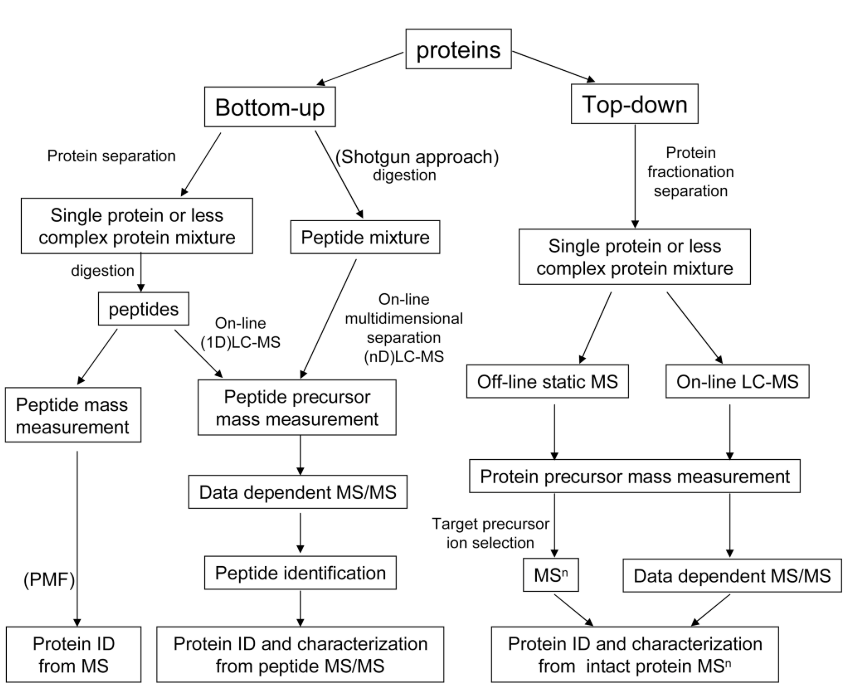 proteins
Bottom-up
Top-down
Protein separation
(Shotgun approach)
digestion
Protein
fractionation
separation
Single protein or less
complex protein mixture
Peptide mixture
Single protein or less
complex protein mixture
digestion
peptides
On-line
(1D)LC-MS
On-line
multidimensional
separation
(nD)LC-MS
Off-line static MS
On-line LC-MS
Peptide mass
measurement
Peptide precursor
mass measurement
Protein precursor mass measurement
Data dependent MS/MS
Target precursor
ion selection
Peptide identification
MSⁿ
Data dependent MS/MS
(PMF)
Protein ID
from MS
Protein ID and characterization
from peptide MS/MS
Protein ID and characterization
from intact protein MSⁿ